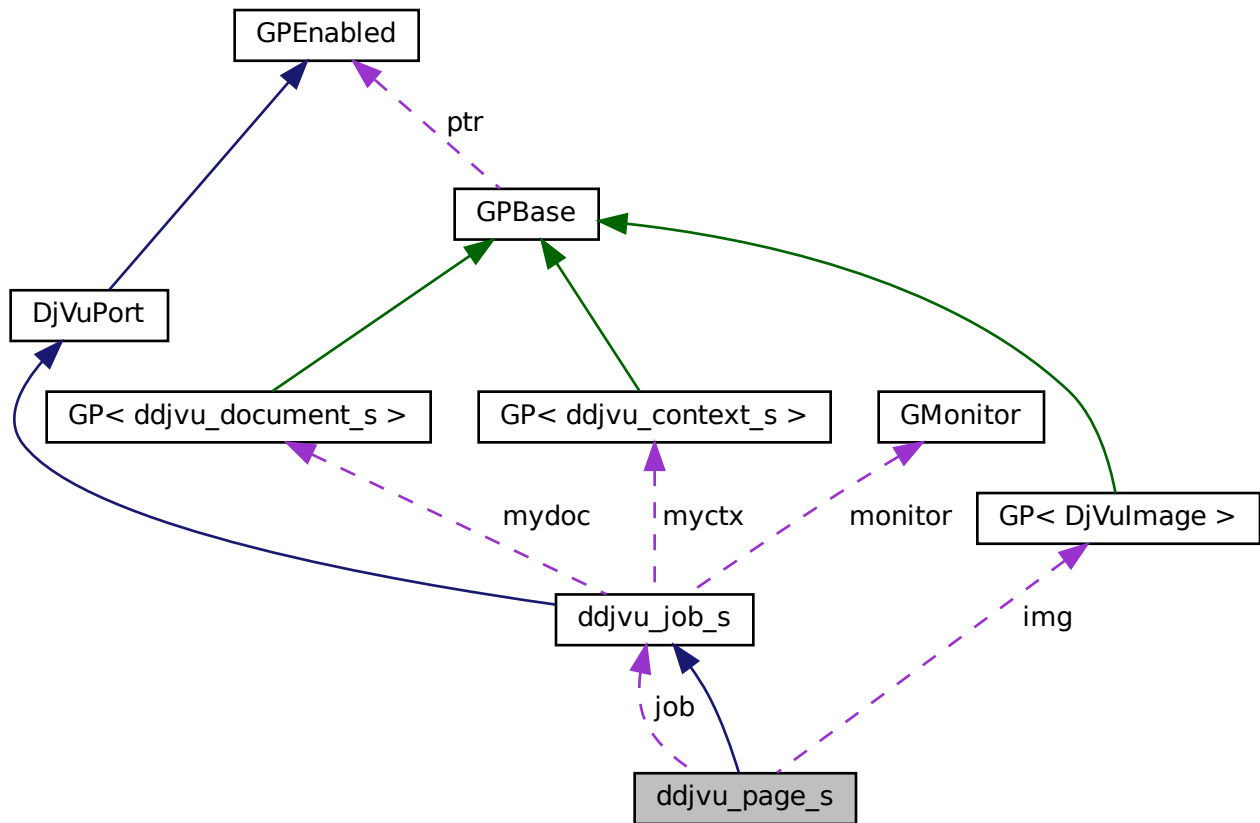 GPEnabled
ptr
GPBase
DjVuPort
GP< ddjvu_document_s >
GP< ddjvu_context_s >
GMonitor
GP< DjVuImage >
mydoc
myctx
monitor
ddjvu_job_s
img
job
ddjvu_page_s